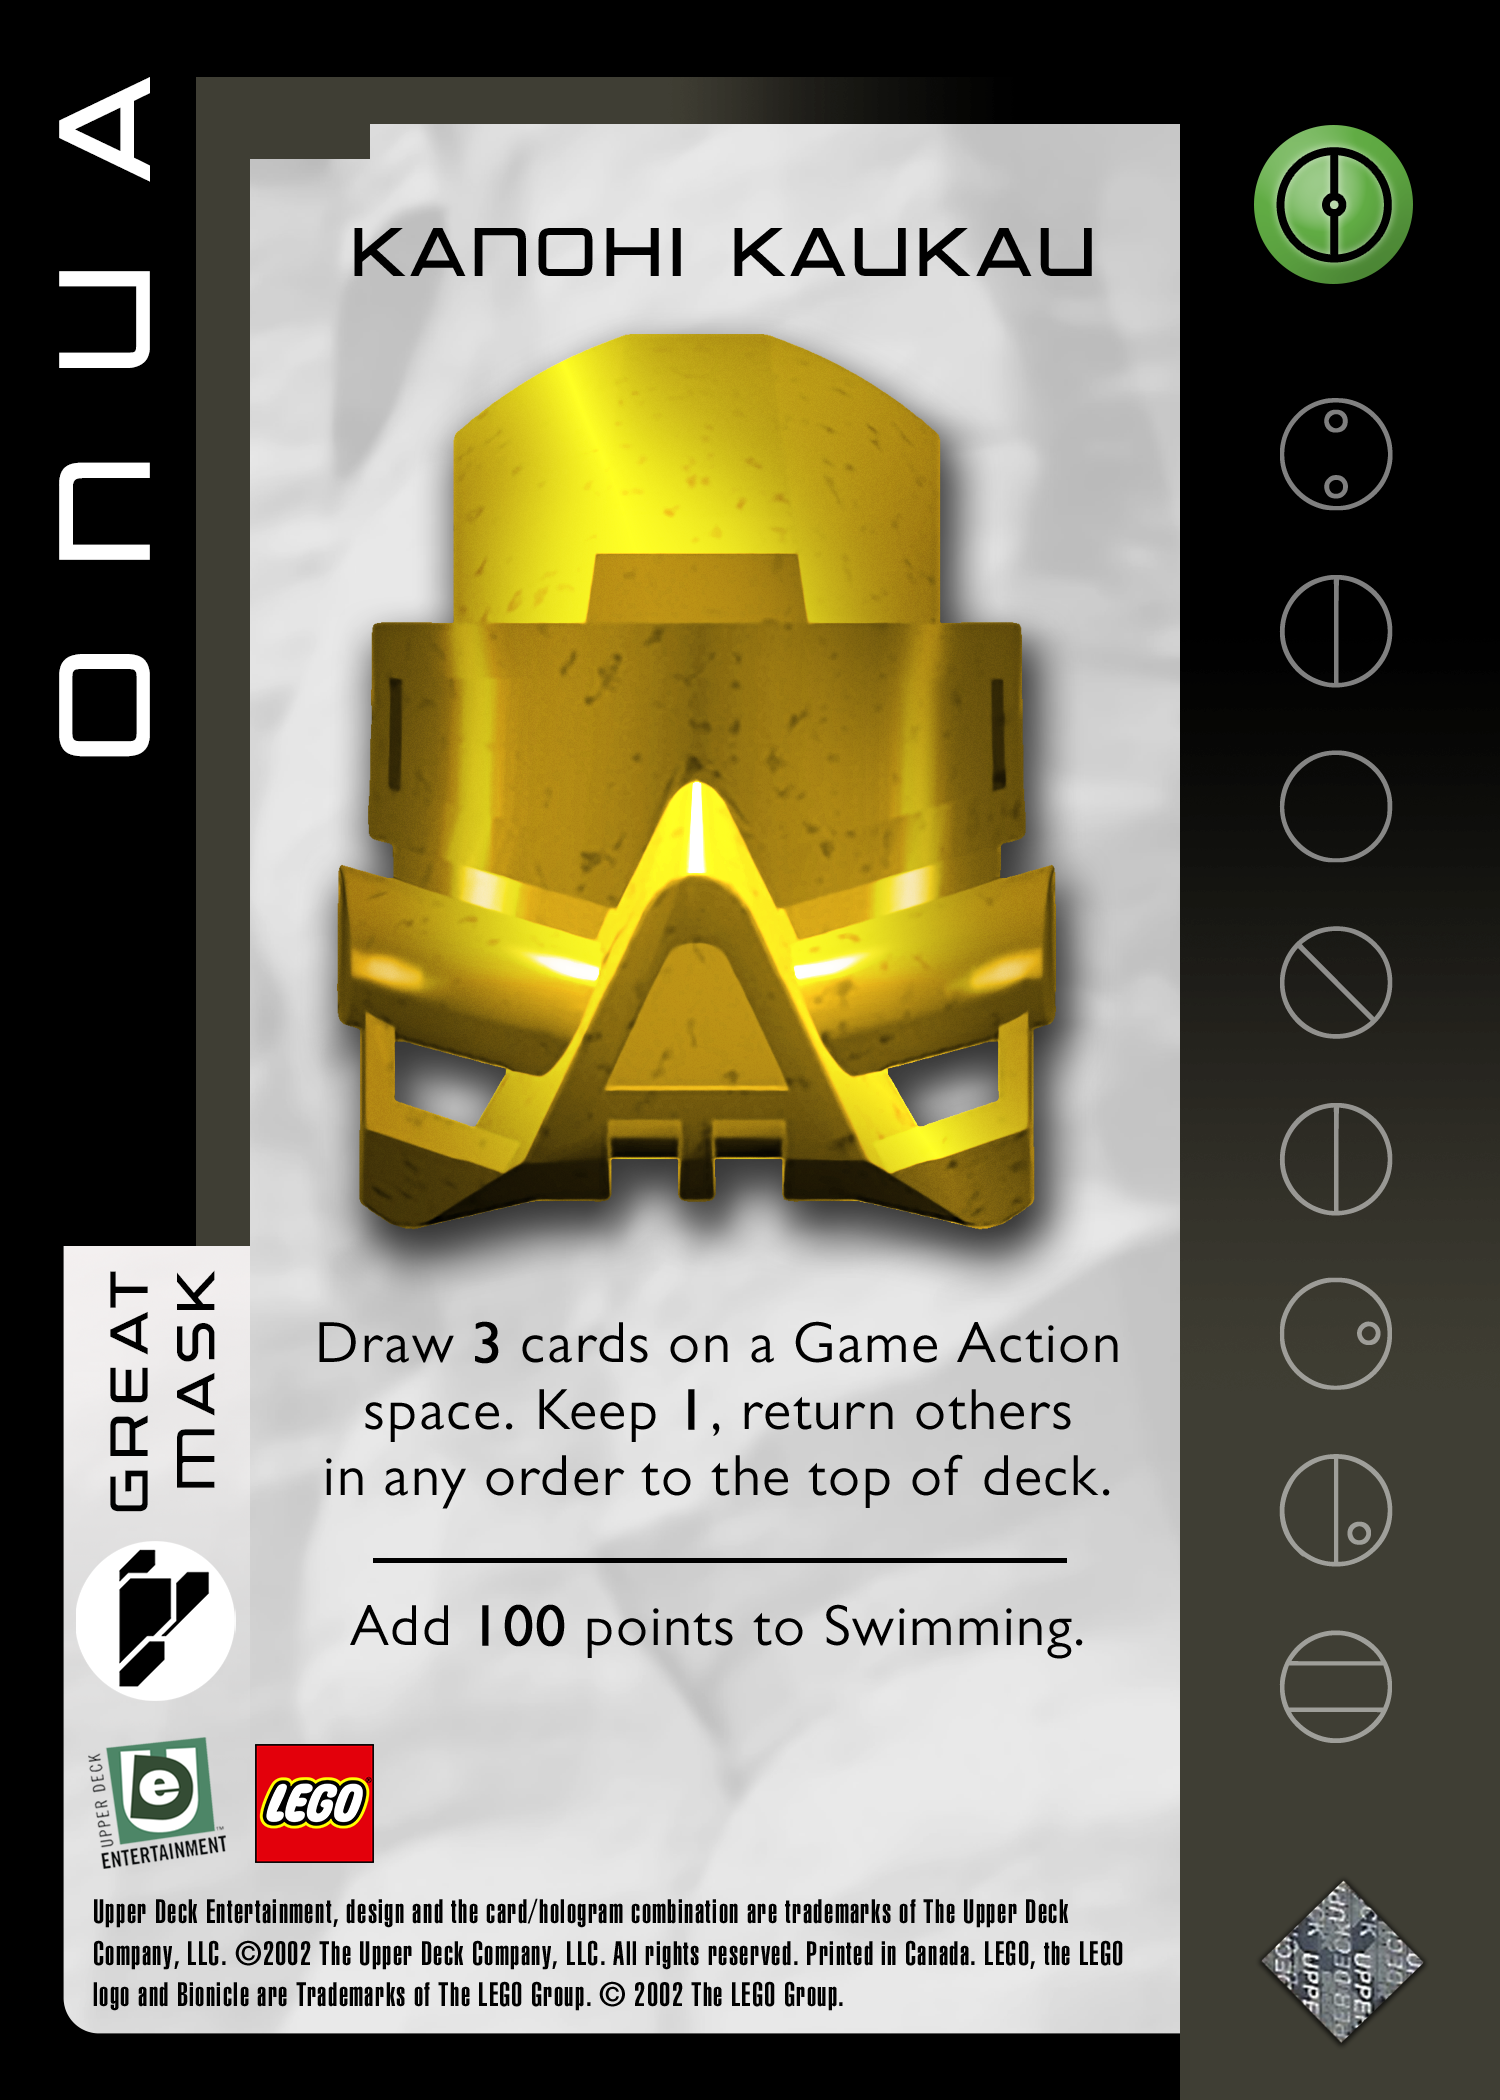 ONUA
KANOHI KAUKAU
Draw 3 cards on a Game Action
space. Keep 1, return others
in any order to the top of deck.
Add 100 points to Swimming.
GREAT
MASK
UPPER DECK
ENTERTAINMENT
LEGO
Upper Deck Entertainment, design and the card/hologram combination are trademarks of The Upper Deck
Company, LLC. ©2002 The Upper Deck Company, LLC. All rights reserved. Printed in Canada. LEGO, the LEGO
logo and Bionicle are Trademarks of The LEGO Group. © 2002 The LEGO Group.